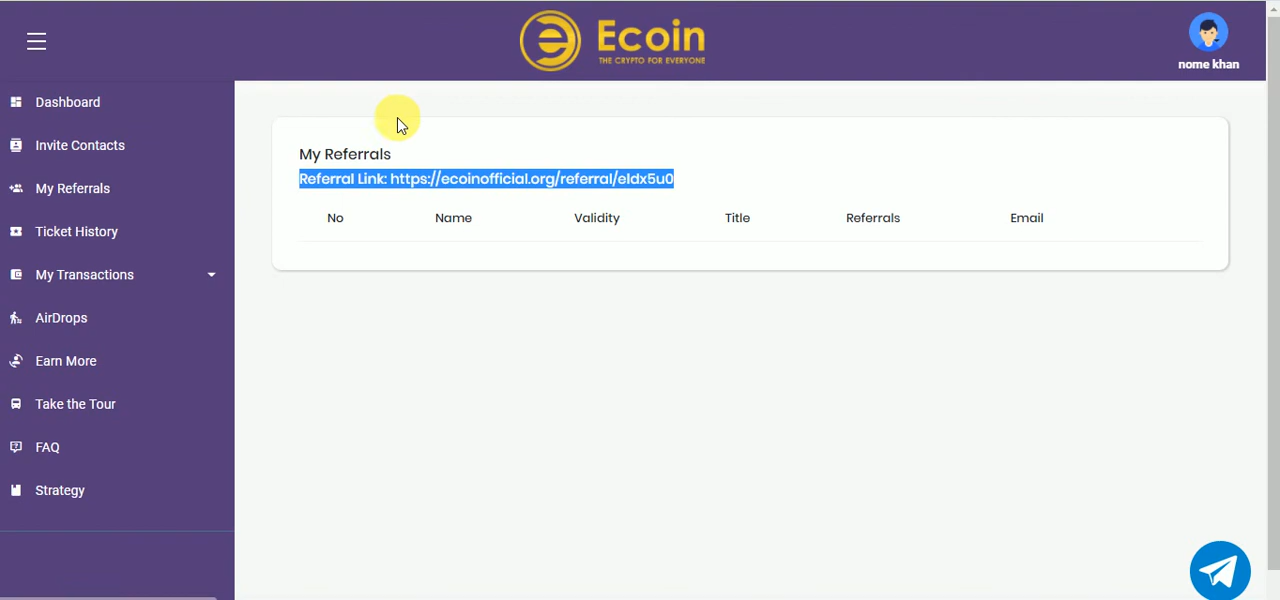 Ecoin
THE CRYPTO FOR EVERYONE
nome khan
Dashboard
Invite Contacts
My Referrals
Ticket History
My Transactions
AirDrops
Earn More
Take the Tour
FAQ
Strategy
My Referrals
Referral Link: https://ecoinofficial.org/referral/eldx5u0
No Name Validity Title Referrals Email